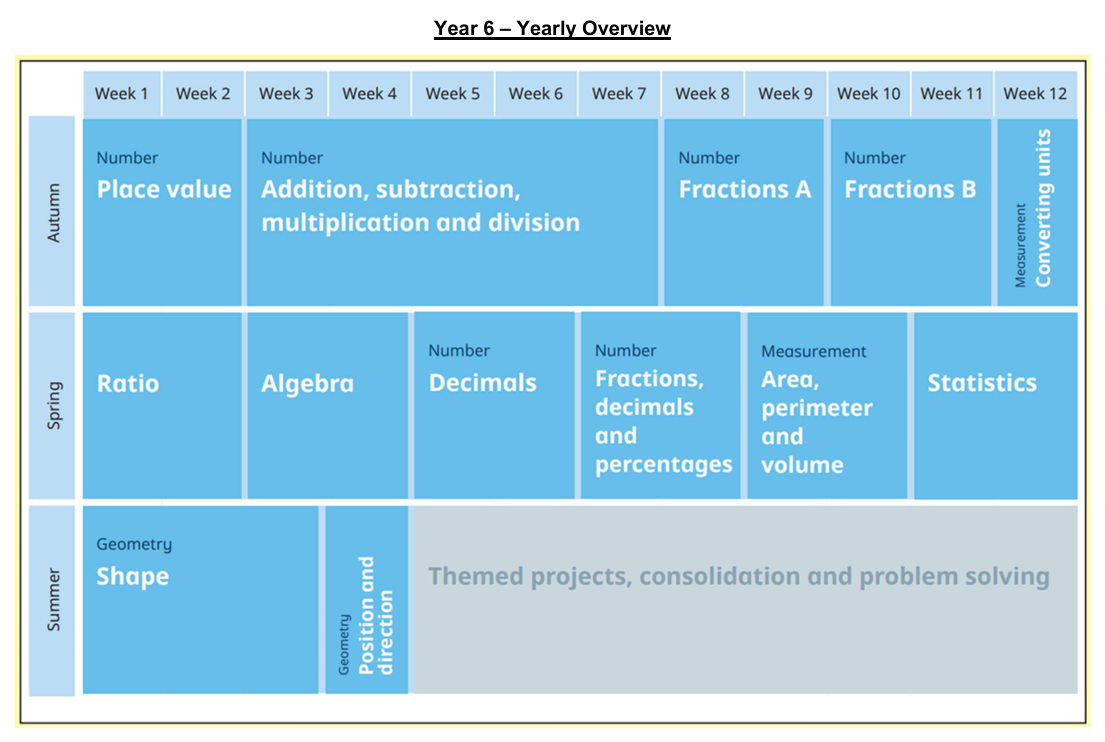 Year 6 – Yearly Overview
Week 1 Week 2 Week 3 Week 4 Week 5 Week 6 Week 7 Week 8 Week 9 Week 10 Week 11 Week 12
Autumn
Number
Place value
Number
Addition, subtraction,
multiplication and division
Number
Fractions A
Number
Fractions B
Measurement
Converting units
Spring
Ratio
Algebra
Number
Decimals
Number
Fractions,
decimals
and
percentages
Measurement
Area,
perimeter
and
volume
Statistics
Summer
Geometry
Shape
Geometry
Position and
direction
Themed projects, consolidation and problem solving